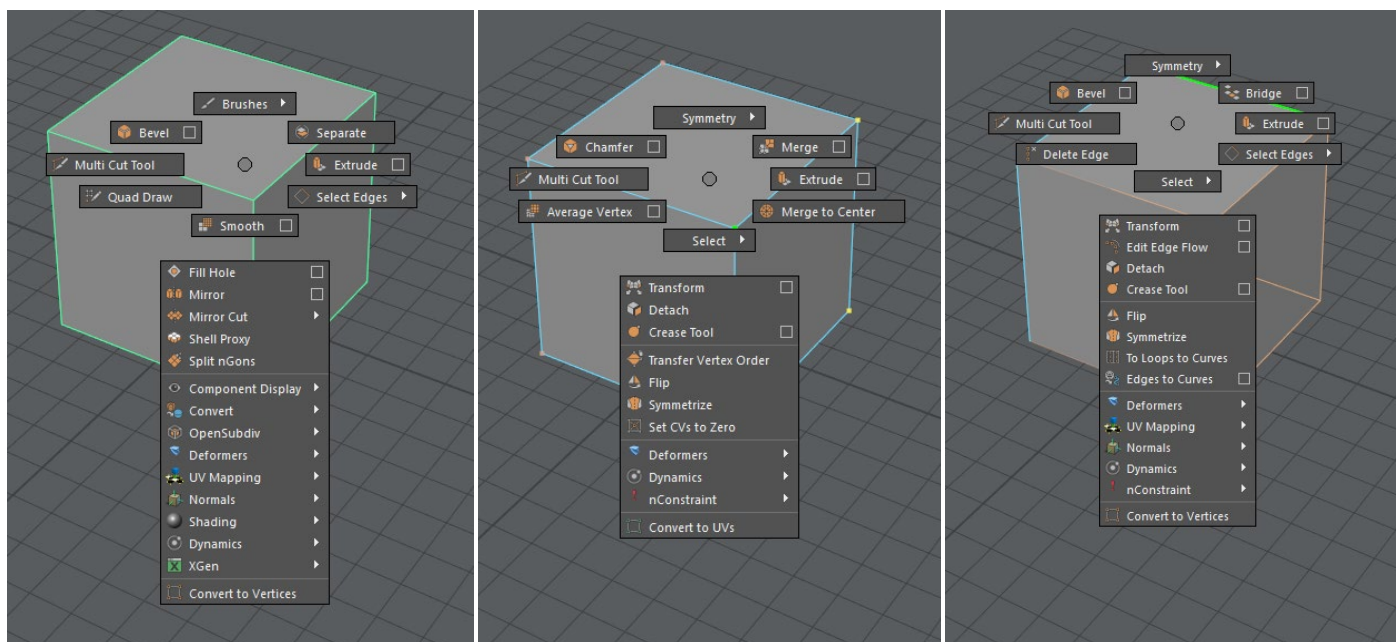 Brushes
Bevel
Separate
Multi Cut Tool
Extrude
Quad Draw
Select Edges
Smooth
Fill Hole
Mirror
Mirror Cut
Shell Proxy
Split nGons
Component Display
Convert
OpenSubdiv
Deformers
UV Mapping
Normals
Shading
Dynamics
XGen
Convert to Vertices
Symmetry
Chamfer
Merge
Multi Cut Tool
Extrude
Average Vertex
Merge to Center
Select
Transform
Detach
Crease Tool
Transfer Vertex Order
Flip
Symmetrize
Set CVs to Zero
Deformers
Dynamics
nConstraint
Convert to UVs
Symmetry
Bevel
Bridge
Multi Cut Tool
Extrude
Delete Edge
Select Edges
Select
Transform
Edit Edge Flow
Detach
Crease Tool
Flip
Symmetrize
To Loops to Curves
Edges to Curves
Deformers
UV Mapping
Normals
Dynamics
nConstraint
Convert to Vertices